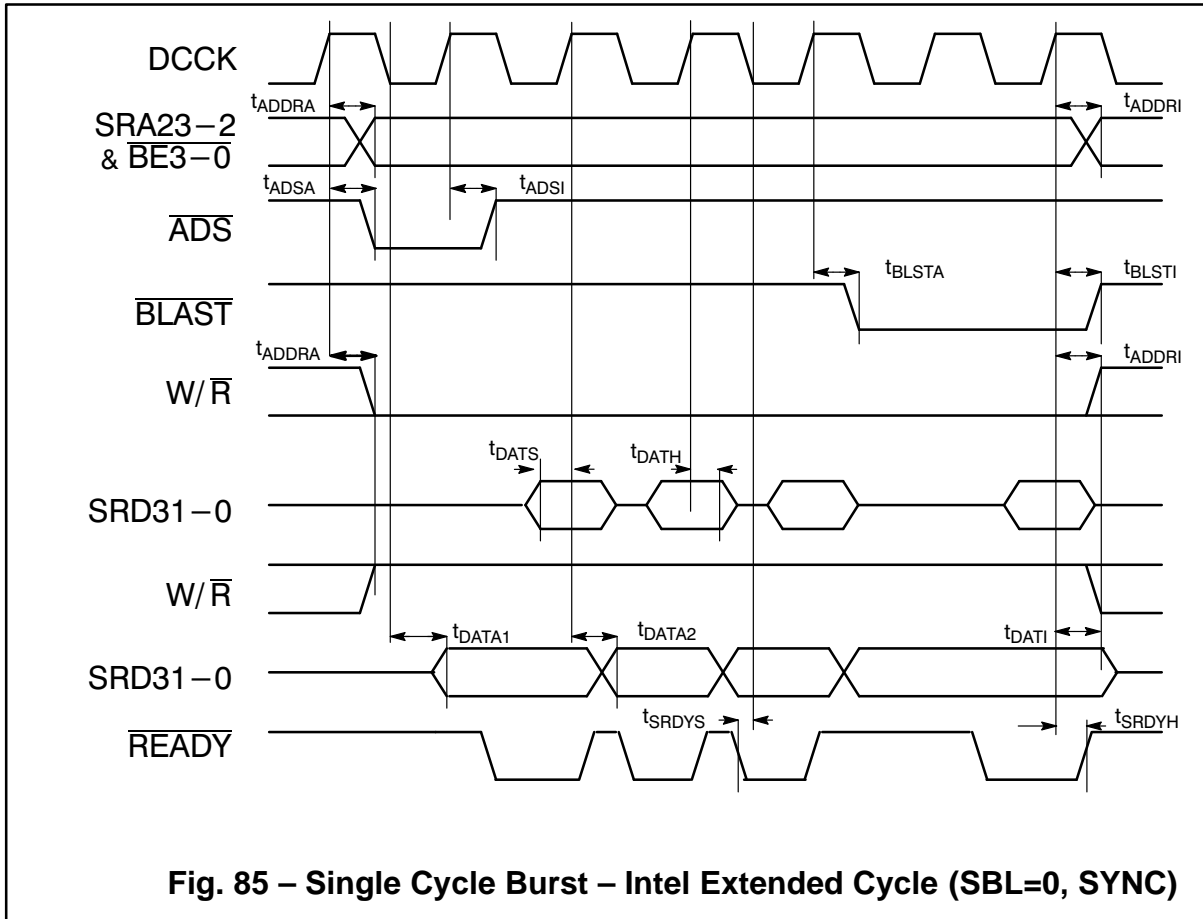 DCCK
tADDRA
tADDRI
SRA23−2
& BE3−0
tADSA
tADSI
ADS
tBLSTA
tBLSTI
BLAST
tADDRA
tADDRI
W/R
tDATS
tDATH
SRD31−0
W/R
tDATA1
tDATA2
tDATI
SRD31−0
tSRDYS
tSRDYH
READY
Fig. 85 – Single Cycle Burst – Intel Extended Cycle (SBL=0, SYNC)